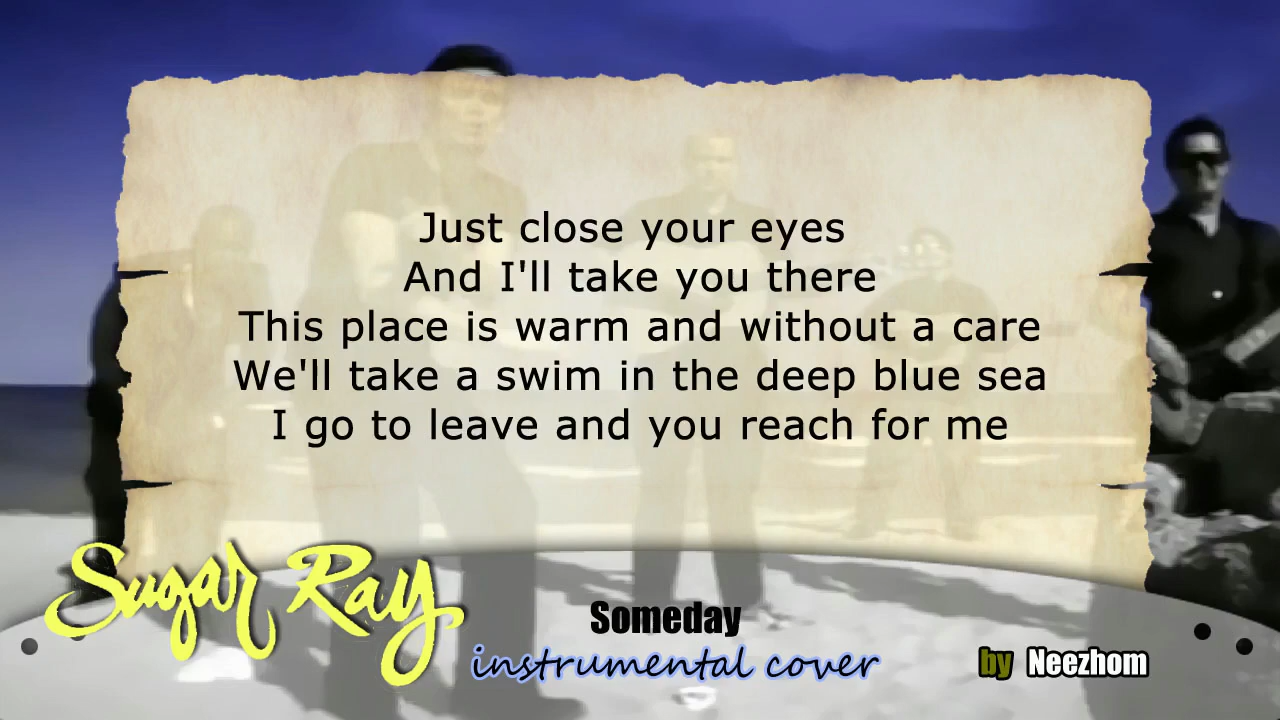 Just close your eyes
And I'll take you there
This place is warm and without a care
We'll take a swim in the deep blue sea
I go to leave and you reach for me
Sugar Ray
Someday
instrumental cover
by Neezhom